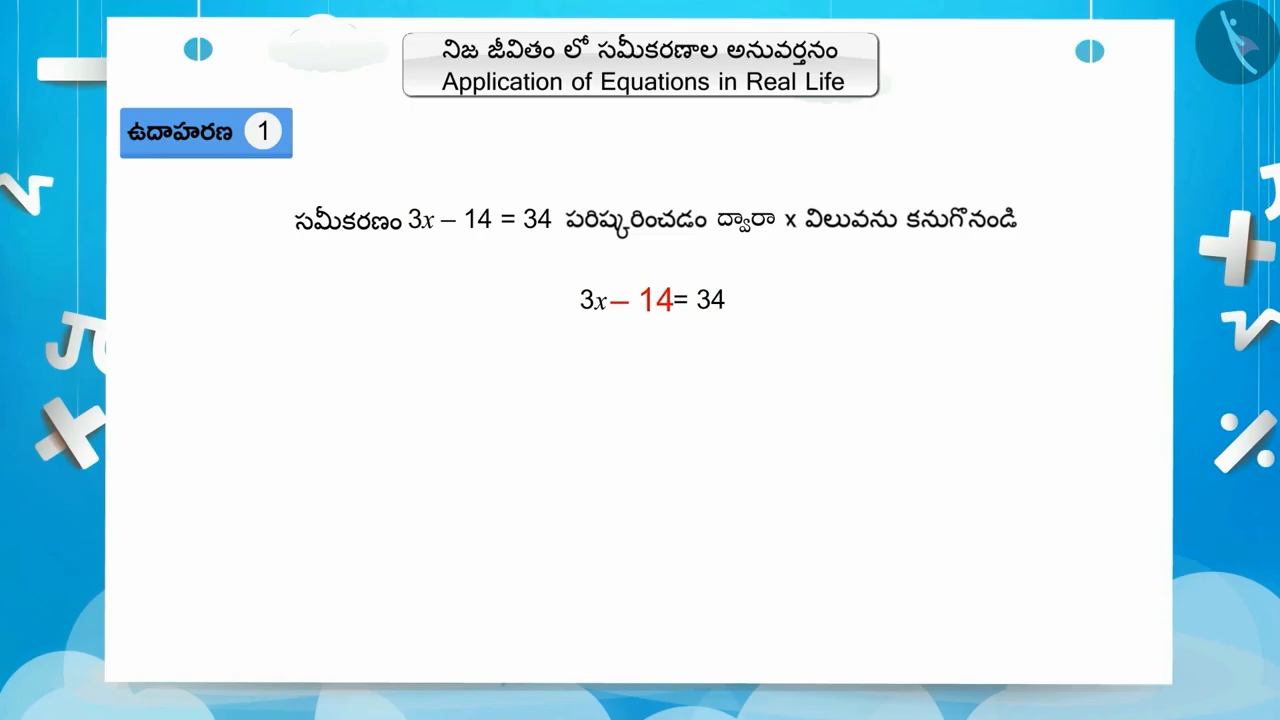 నిజ జీవితం లో సమీకరణాల అనువర్తనం
Application of Equations in Real Life
ఉదాహరణ 1
సమీకరణం 3x – 14 = 34 పరిష్కరించడం ద్వారా x విలువను కనుగొనండి
3x – 14 = 34